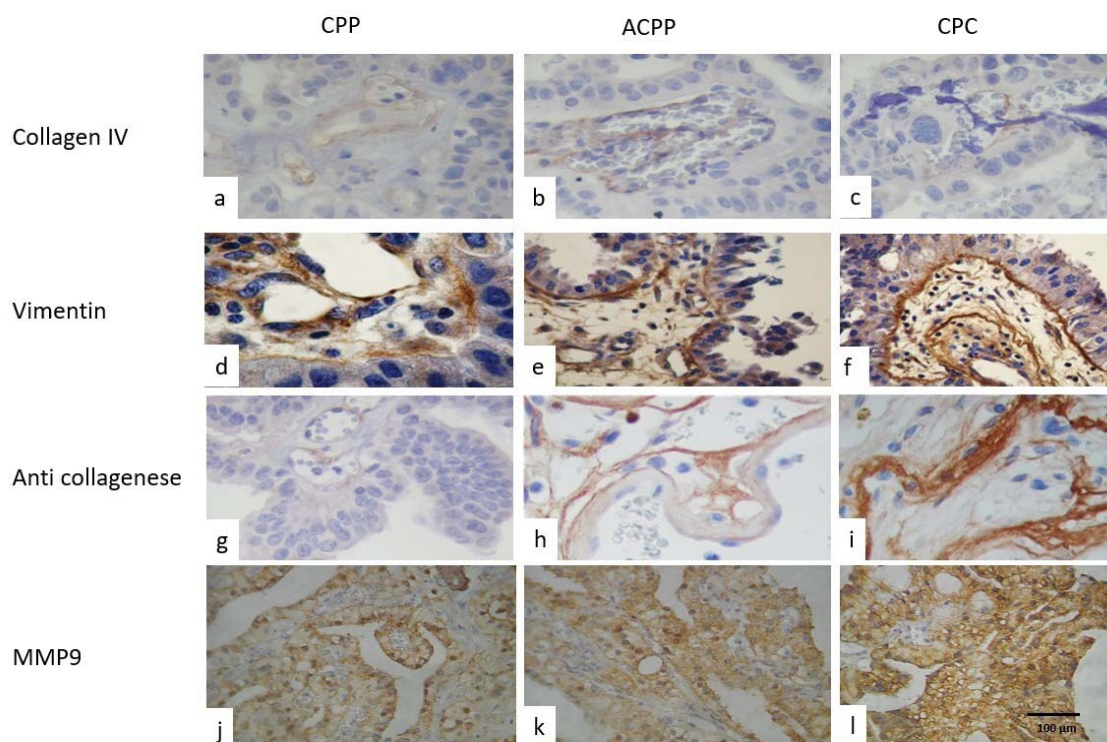 CPP ACPP CPC
Collagen IV
a b c
Vimentin
d e f
Anti collagenese
g h i
MMP9
j k l
100 µm